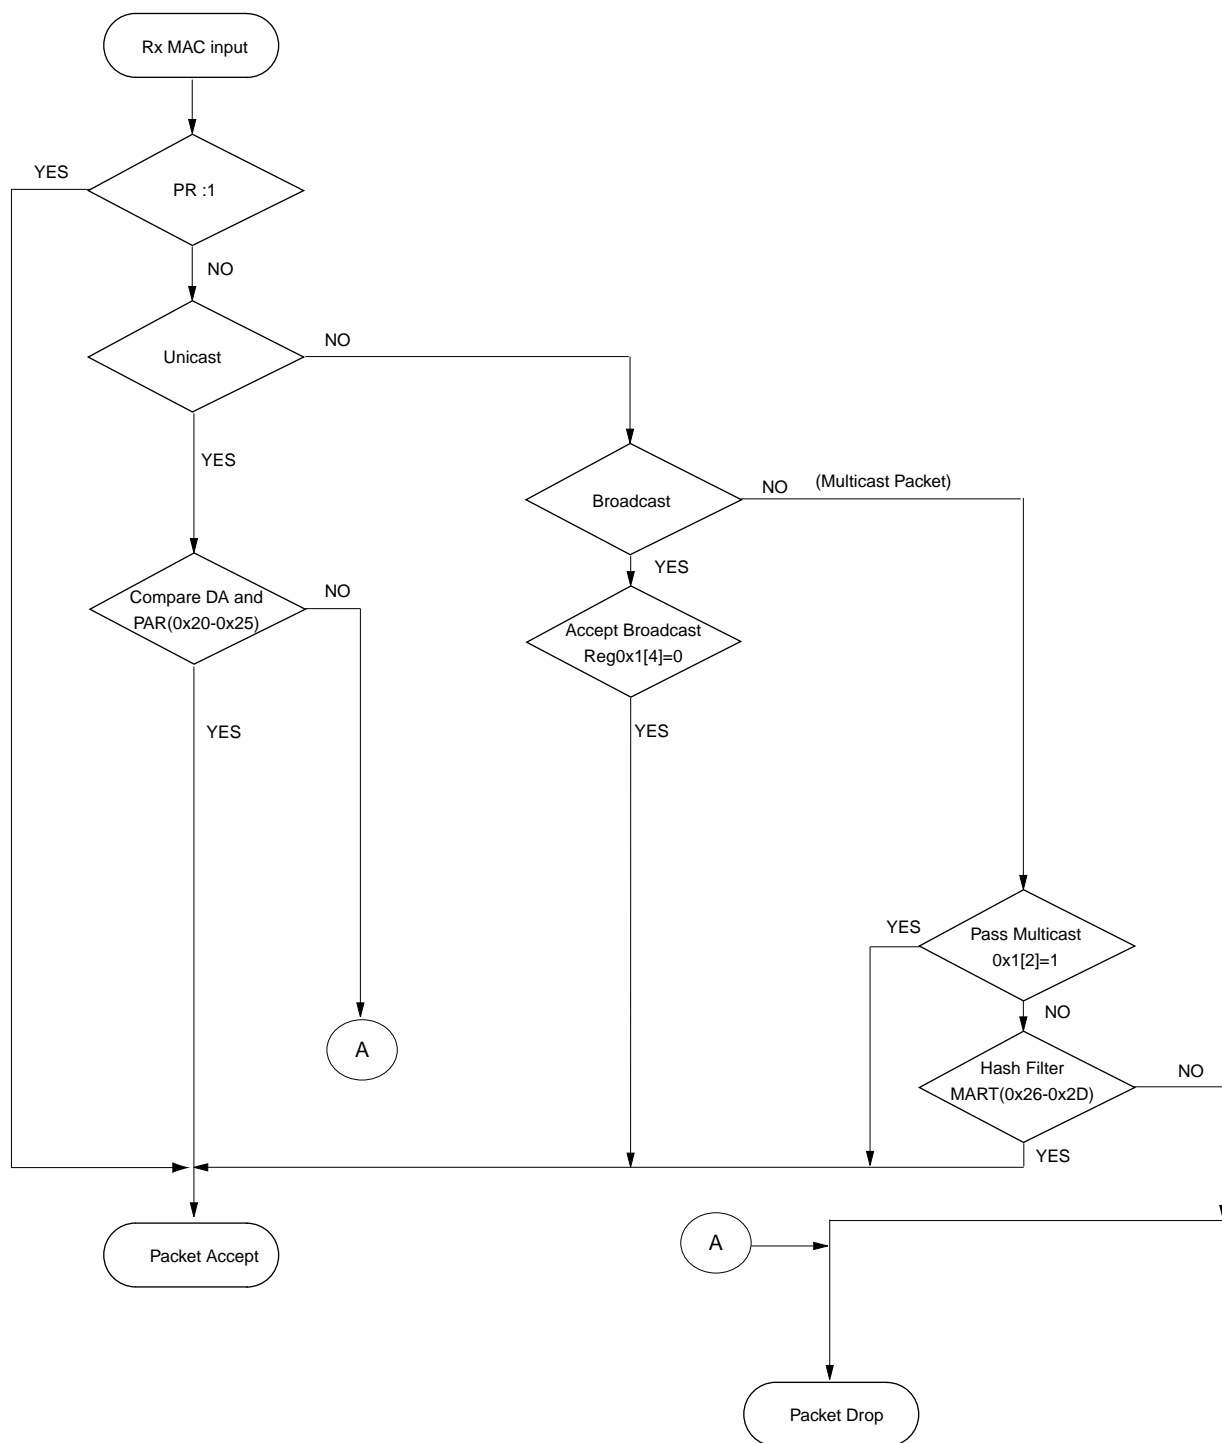 Rx MAC input
YES
PR :1
NO
Unicast
NO
YES
Broadcast
NO
(Multicast Packet)
YES
Compare DA and
PAR(0x20-0x25)
NO
Accept Broadcast
Reg0x1[4]=0
YES
YES
YES
Pass Multicast
0x1[2]=1
NO
A
Hash Filter
MART(0x26-0x2D)
NO
YES
A
Packet Accept
Packet Drop